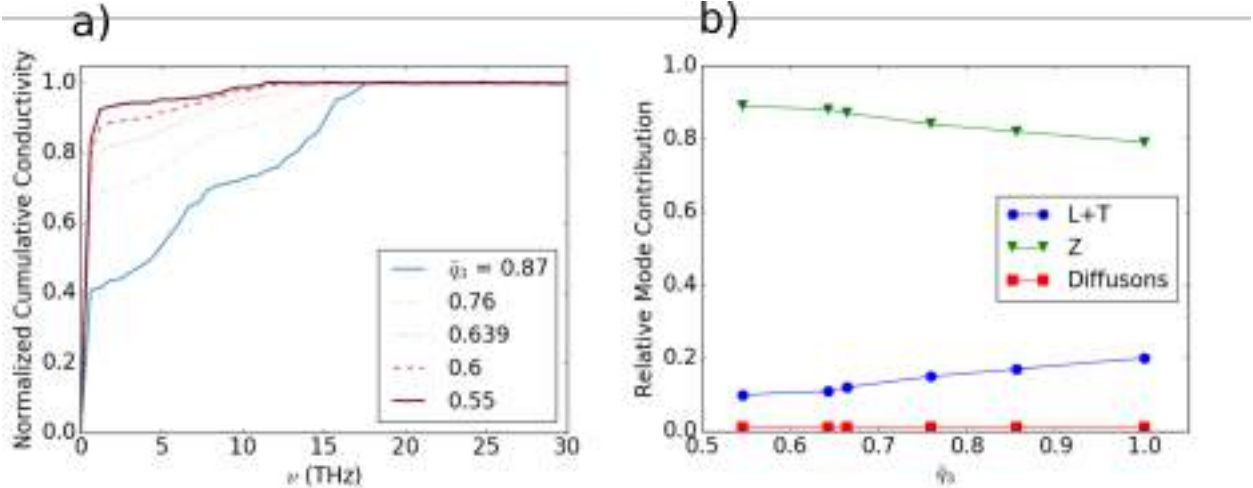 a)
Normalized Cumulative Conductivity
1.0
0.8
0.6
0.4
0.2
0.0
0 5 10 15 20 25 30
ν (THz)
q̄₃ = 0.87
0.76
0.639
0.6
0.55
b)
Relative Mode Contribution
1.0
0.8
0.6
0.4
0.2
0.0
0.5 0.6 0.7 0.8 0.9 1.0
q̄₃
L+T
Z
Diffusons